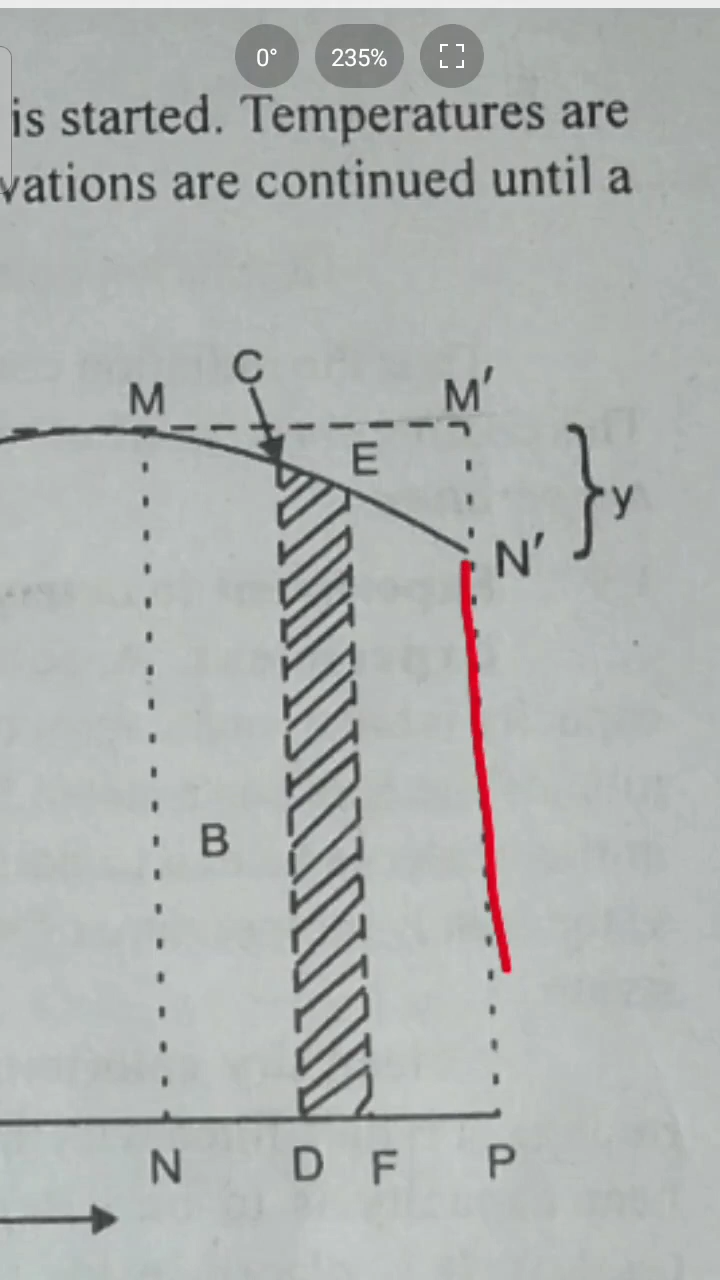 0° 235%
is started. Temperatures are
vations are continued until a
C
M M′
E
y
N′
B
N D F P